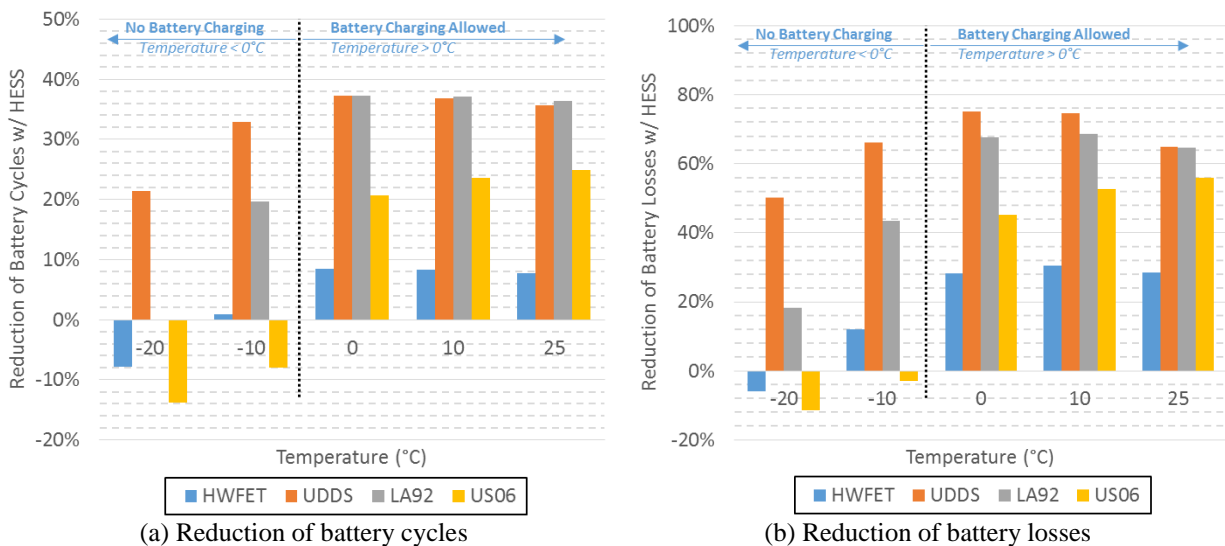 50%
40%
30%
20%
10%
0%
-10%
-20%
Reduction of Battery Cycles w/ HESS
No Battery Charging
Temperature < 0°C
Battery Charging Allowed
Temperature > 0°C
-20 -10 0 10 25
Temperature (°C)
HWFET UDDS LA92 US06
(a) Reduction of battery cycles
100%
80%
60%
40%
20%
0%
-20%
Reduction of Battery Losses w/ HESS
No Battery Charging
Temperature < 0°C
Battery Charging Allowed
Temperature > 0°C
-20 -10 0 10 25
Temperature (°C)
HWFET UDDS LA92 US06
(b) Reduction of battery losses